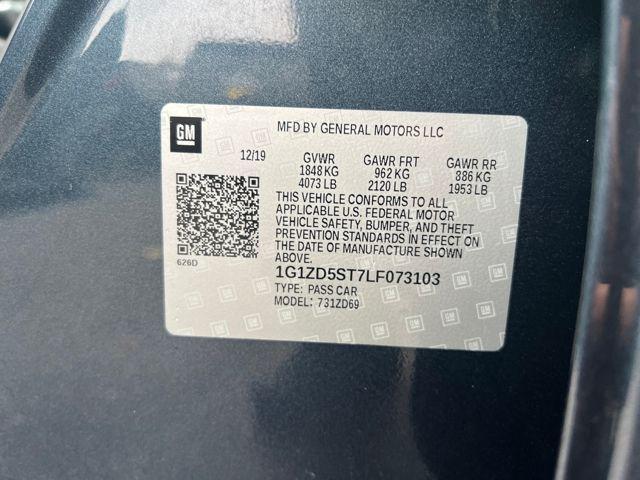 GM
MFD BY GENERAL MOTORS LLC
12/19 GVWR GAWR FRT GAWR RR
1848 KG 962 KG 886 KG
4073 LB 2120 LB 1953 LB
THIS VEHICLE CONFORMS TO ALL
APPLICABLE U.S. FEDERAL MOTOR
VEHICLE SAFETY, BUMPER, AND THEFT
PREVENTION STANDARDS IN EFFECT ON
THE DATE OF MANUFACTURE SHOWN
ABOVE.
626D
1G1ZD5ST7LF073103
TYPE: PASS CAR
MODEL: 731ZD69